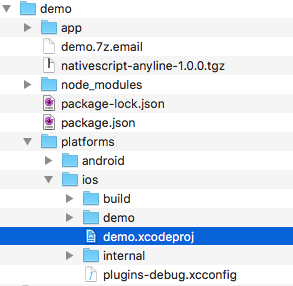 demo
app
demo.7z.email
nativescript-anyline-1.0.0.tgz
node_modules
package-lock.json
package.json
platforms
android
ios
build
demo
demo.xcodeproj
internal
plugins-debug.xcconfig